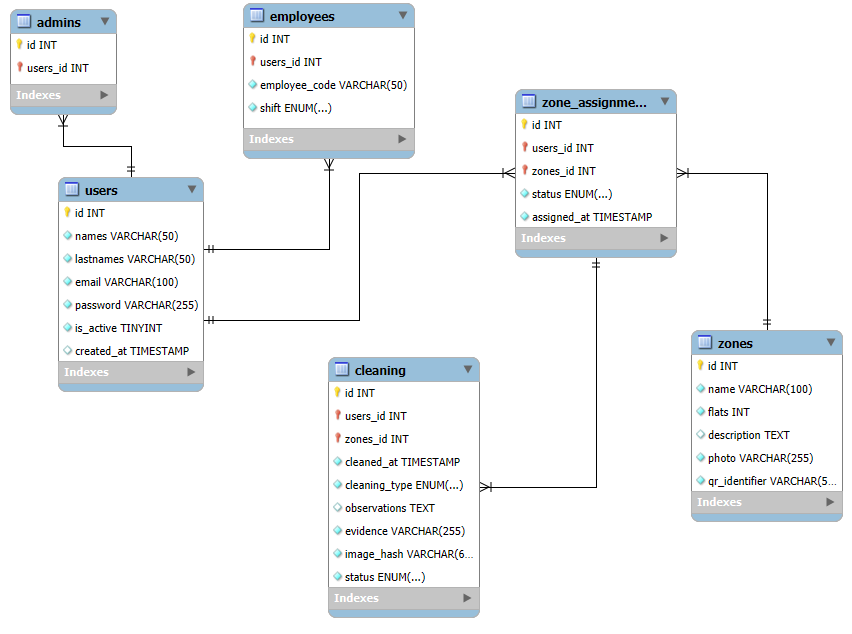 admins
id INT
users_id INT
Indexes
employees
id INT
users_id INT
employee_code VARCHAR(50)
shift ENUM(...)
Indexes
zone_assignme...
id INT
users_id INT
zones_id INT
status ENUM(...)
assigned_at TIMESTAMP
Indexes
users
id INT
names VARCHAR(50)
lastnames VARCHAR(50)
email VARCHAR(100)
password VARCHAR(255)
is_active TINYINT
created_at TIMESTAMP
Indexes
cleaning
id INT
users_id INT
zones_id INT
cleaned_at TIMESTAMP
cleaning_type ENUM(...)
observations TEXT
evidence VARCHAR(255)
image_hash VARCHAR(6...
status ENUM(...)
Indexes
zones
id INT
name VARCHAR(100)
flats INT
description TEXT
photo VARCHAR(255)
qr_identifier VARCHAR(5...
Indexes